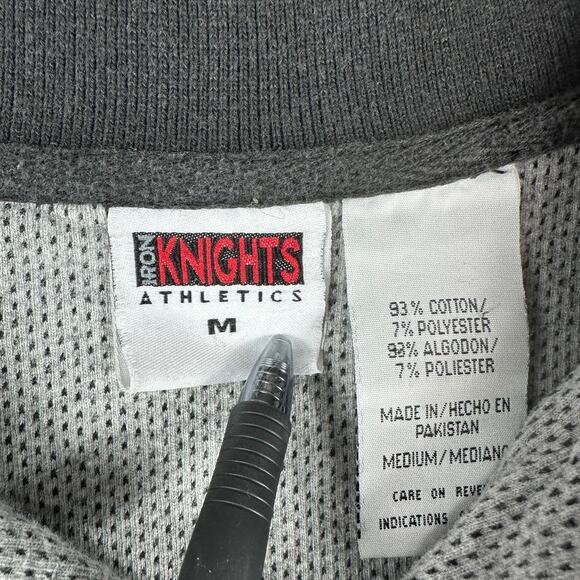 IRON
KNIGHTS
ATHLETICS
M
93% COTTON/
7% POLYESTER
93% ALGODON/
7% POLIESTER
MADE IN/HECHO EN
PAKISTAN
MEDIUM/MEDIANO
CARE ON
INDICATIONS